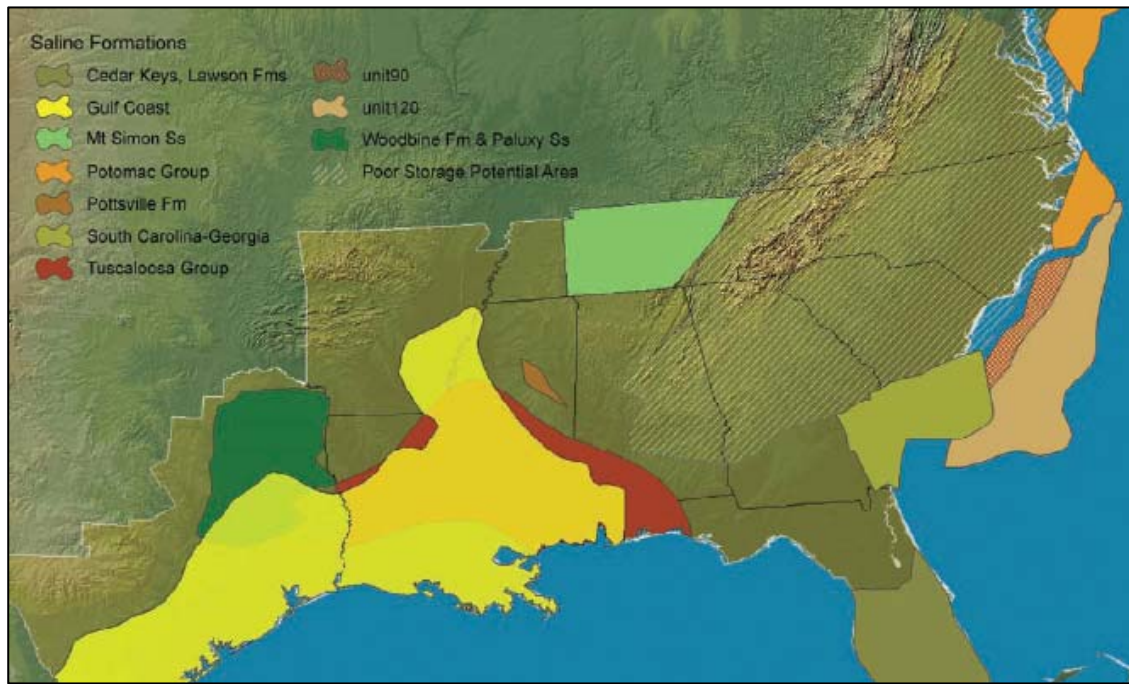 Saline Formations
Cedar Keys, Lawson Fms
Gulf Coast
Mt Simon Ss
Potomac Group
Pottsville Fm
South Carolina-Georgia
Tuscaloosa Group
unit90
unit120
Woodbine Fm & Paluxy Ss
Poor Storage Potential Area